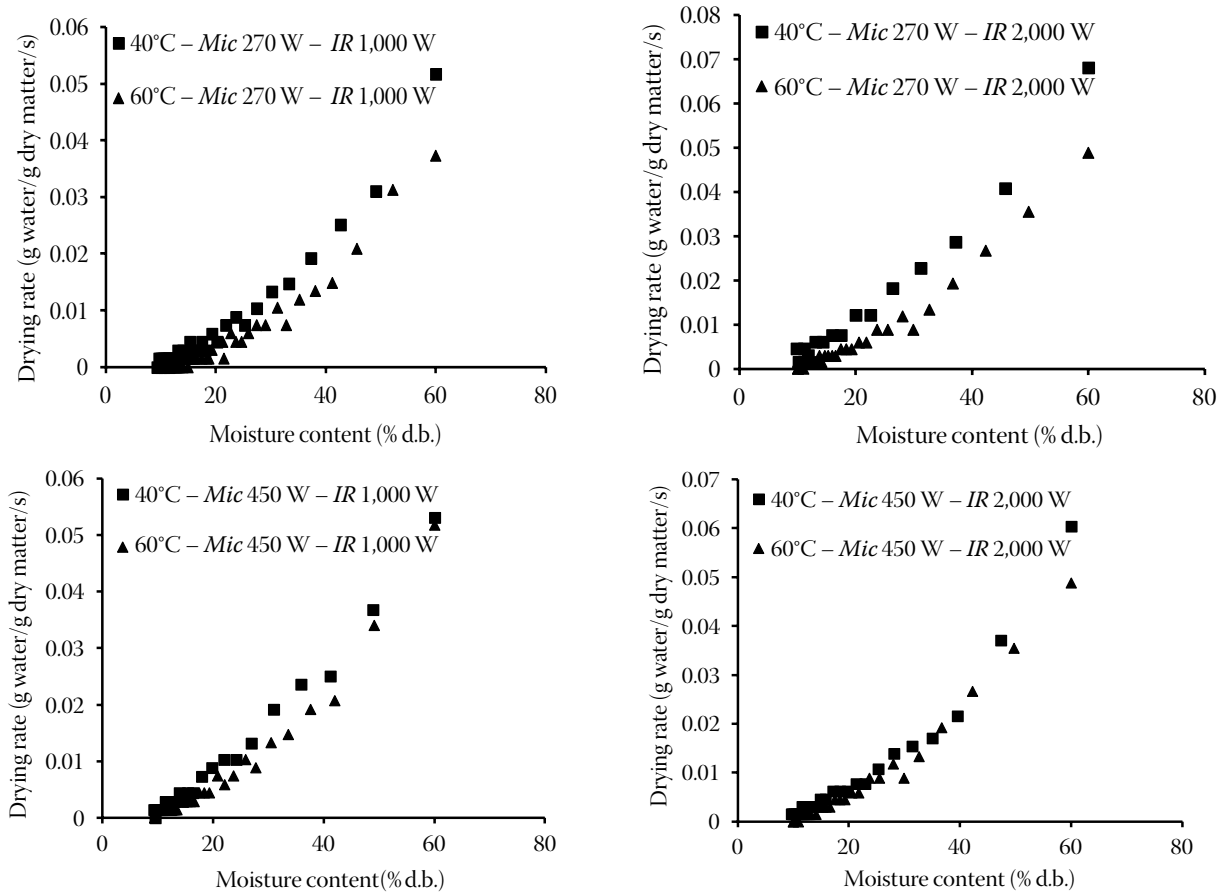 0.06
0.05
0.04
0.03
0.02
0.01
0
Drying rate (g water/g dry matter/s)
■ 40°C – Mic 270 W – IR 1,000 W
▲ 60°C – Mic 270 W – IR 1,000 W
0 20 40 60 80
Moisture content (% d.b.)
0.08
0.07
0.06
0.05
0.04
0.03
0.02
0.01
0
Drying rate (g water/g dry matter/s)
■ 40°C – Mic 270 W – IR 2,000 W
▲ 60°C – Mic 270 W – IR 2,000 W
0 20 40 60 80
Moisture content (% d.b.)
0.06
0.05
0.04
0.03
0.02
0.01
0
Drying rate (g water/g dry matter/s)
■ 40°C – Mic 450 W – IR 1,000 W
▲ 60°C – Mic 450 W – IR 1,000 W
0 20 40 60 80
Moisture content (% d.b.)
0.07
0.06
0.05
0.04
0.03
0.02
0.01
0
Drying rate (g water/g dry matter/s)
■ 40°C – Mic 450 W – IR 2,000 W
▲ 60°C – Mic 450 W – IR 2,000 W
0 20 40 60 80
Moisture content (% d.b.)